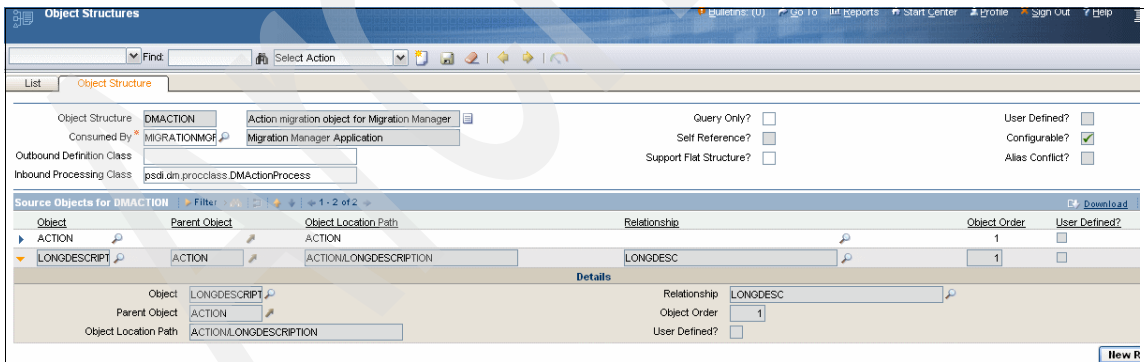 Object Structures
Bulletins: (0) Go To Reports Start Center Profile Sign Out ? Help
Find: Select Action
List Object Structure
Object Structure DMACTION Action migration object for Migration Manager Query Only? User Defined?
Consumed By * MIGRATIONMGR Migration Manager Application Self Reference? Configurable?
Outbound Definition Class Support Flat Structure? Alias Conflict?
Inbound Processing Class psdi.dm.procclass.DMActionProcess
Source Objects for DMACTION Filter 1 - 2 of 2 Download
Object Parent Object Object Location Path Relationship Object Order User Defined?
ACTION ACTION 1
LONGDESCRIPT ACTION ACTION/LONGDESCRIPTION LONGDESC 1
Details
Object LONGDESCRIPT Relationship LONGDESC
Parent Object ACTION Object Order 1
Object Location Path ACTION/LONGDESCRIPTION User Defined?
New R